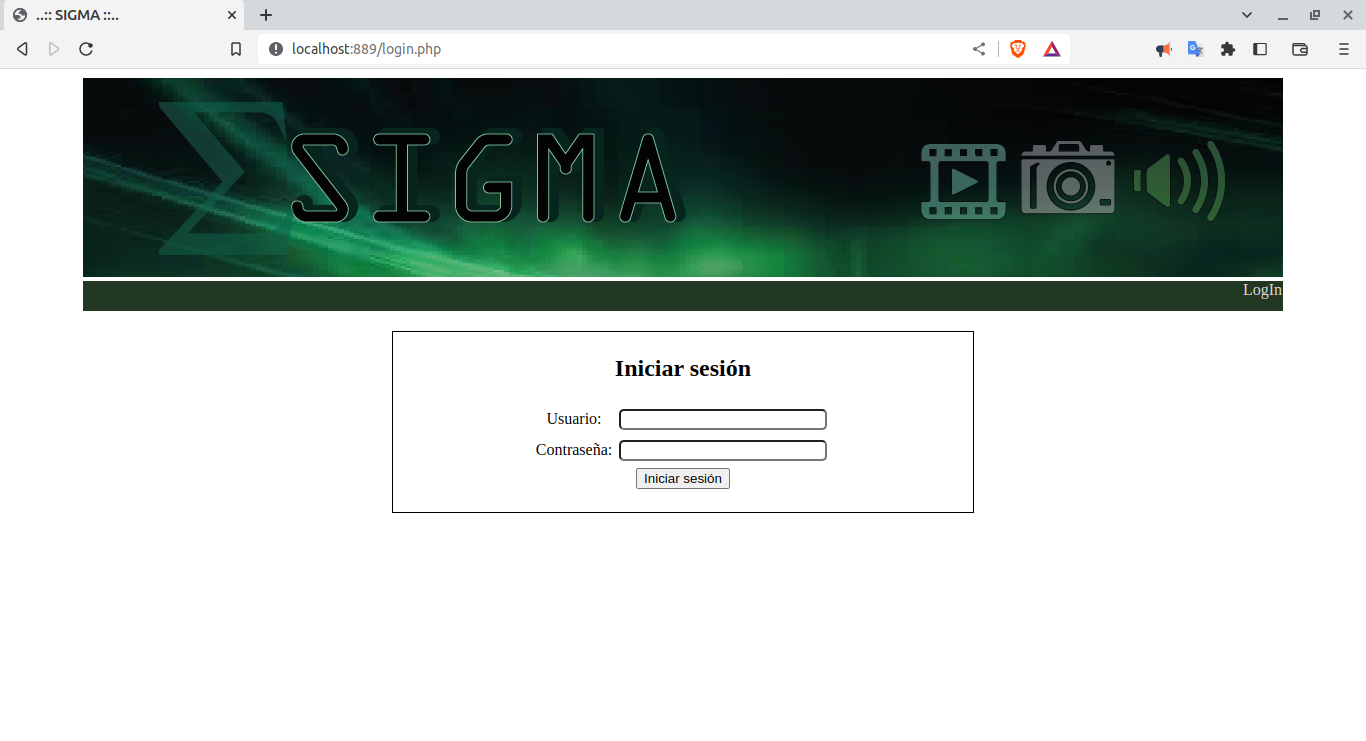 ..:: SIGMA ::..
localhost:889/login.php
SIGMA
LogIn
Iniciar sesión
Usuario:
Contraseña:
Iniciar sesión